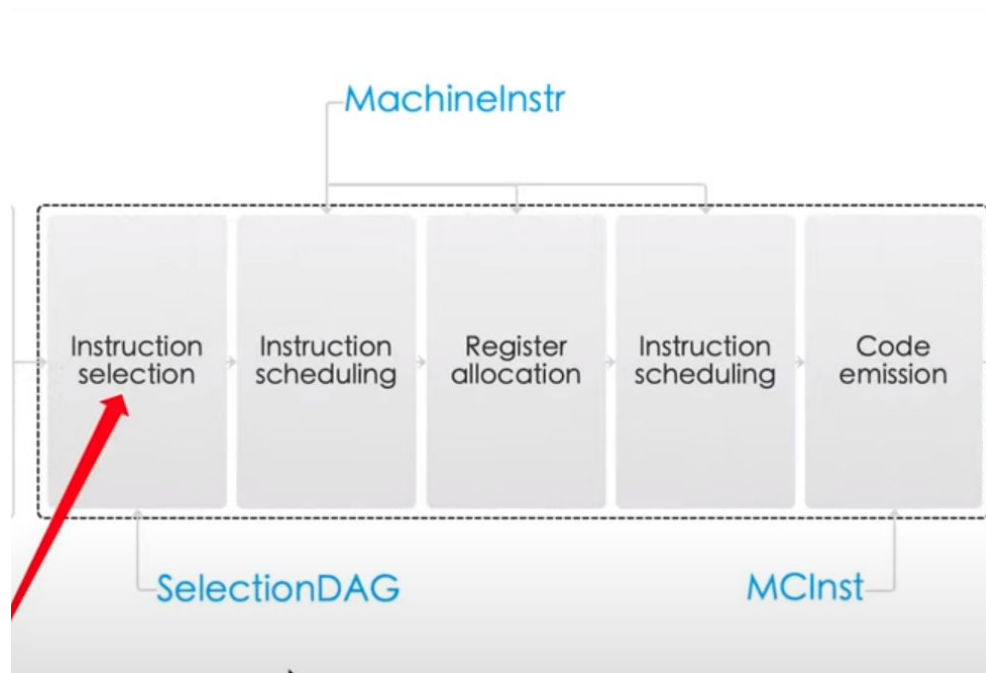 MachineInstr
Instruction
selection
Instruction
scheduling
Register
allocation
Instruction
scheduling
Code
emission
SelectionDAG
MCInst